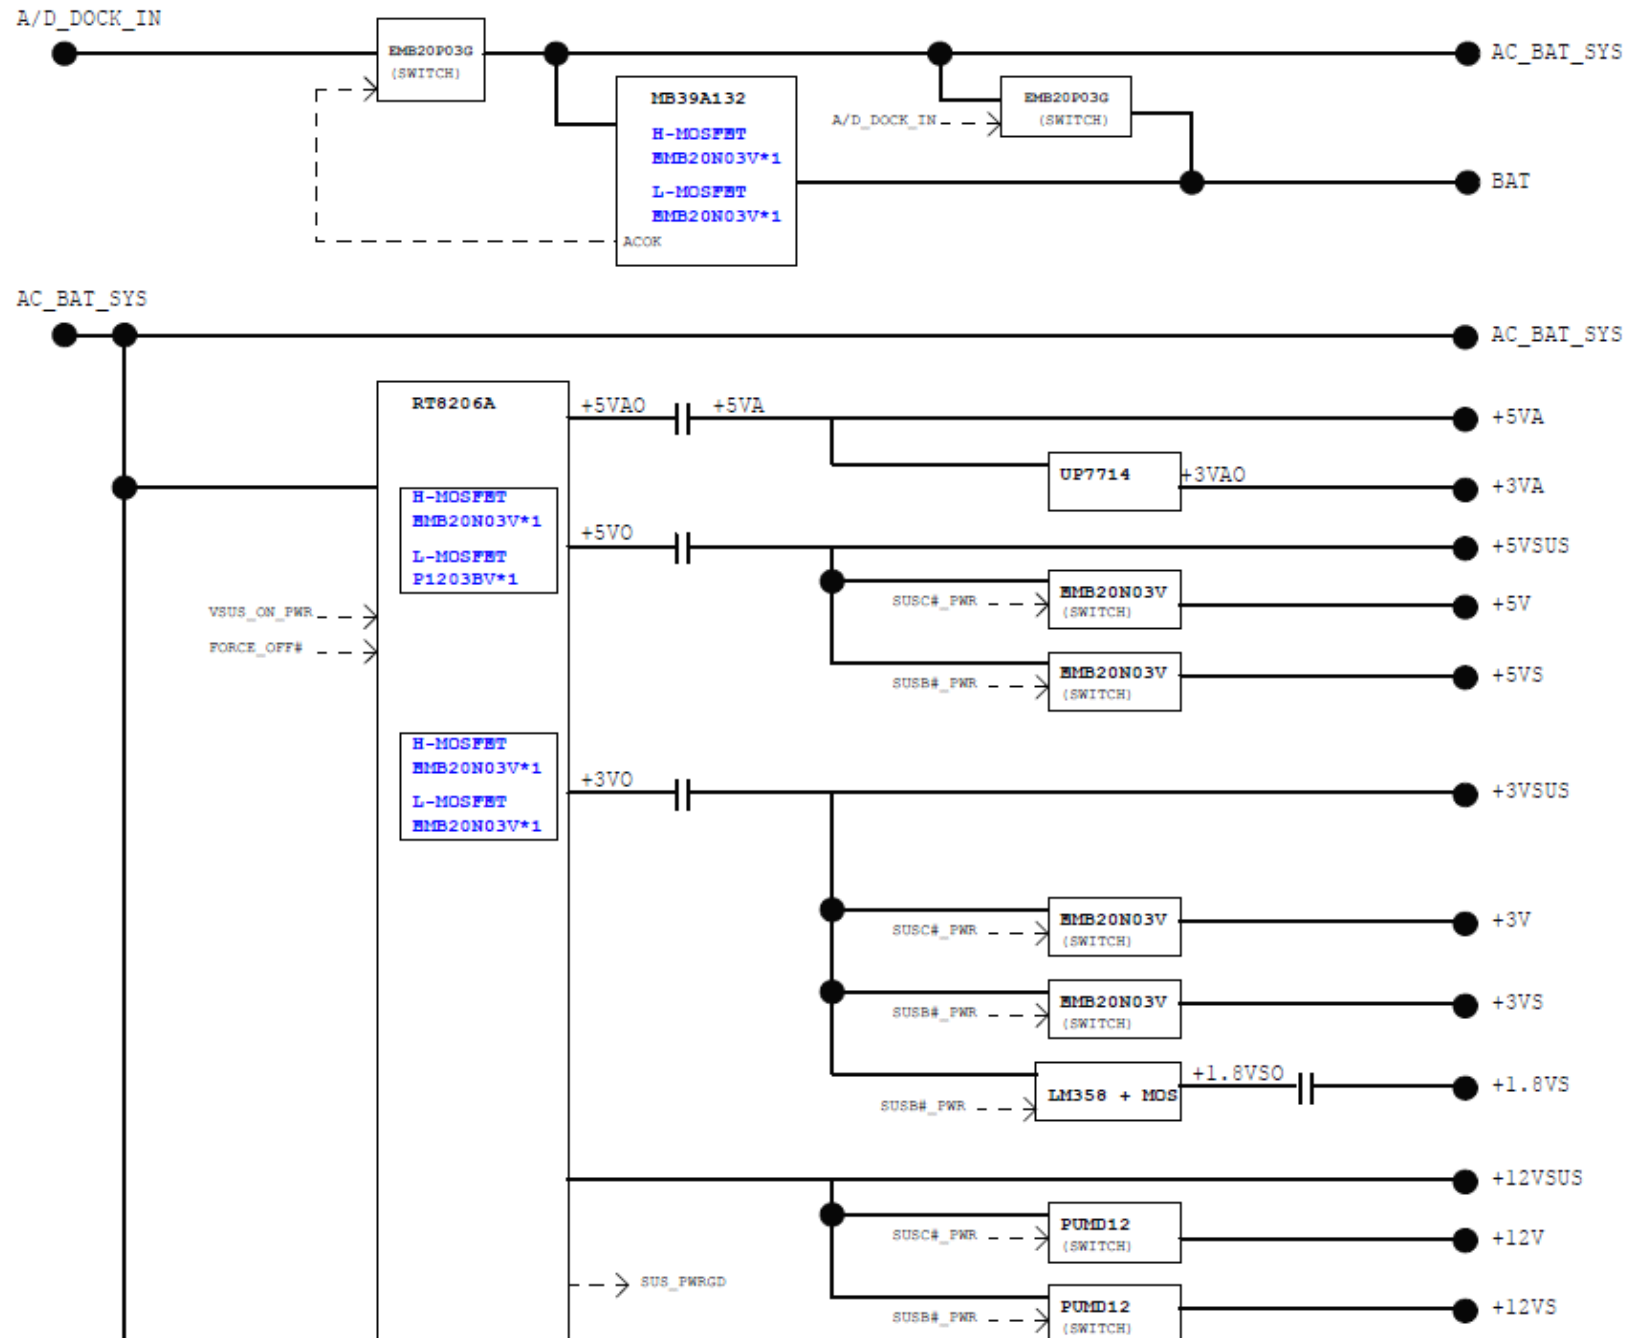 A/D_DOCK_IN
EMB20P03G
(SWITCH)
AC_BAT_SYS
MB39A132
H-MOSFET
EMB20N03V*1
L-MOSFET
EMB20N03V*1
ACOK
A/D_DOCK_IN
EMB20P03G
(SWITCH)
BAT
AC_BAT_SYS
AC_BAT_SYS
RT8206A
+5VAO
+5VA
+5VA
UP7714
+3VAO
+3VA
H-MOSFET
EMB20N03V*1
L-MOSFET
P1203BV*1
+5VO
+5VSUS
SUSC#_PWR
EMB20N03V
(SWITCH)
+5V
VSUS_ON_PWR
FORCE_OFF#
SUSB#_PWR
EMB20N03V
(SWITCH)
+5VS
H-MOSFET
EMB20N03V*1
L-MOSFET
EMB20N03V*1
+3VO
+3VSUS
SUSC#_PWR
EMB20N03V
(SWITCH)
+3V
SUSB#_PWR
EMB20N03V
(SWITCH)
+3VS
SUSB#_PWR
LM358 + MOS
+1.8VSO
+1.8VS
+12VSUS
SUSC#_PWR
PUMD12
(SWITCH)
+12V
SUS_PWRGD
SUSB#_PWR
PUMD12
(SWITCH)
+12VS